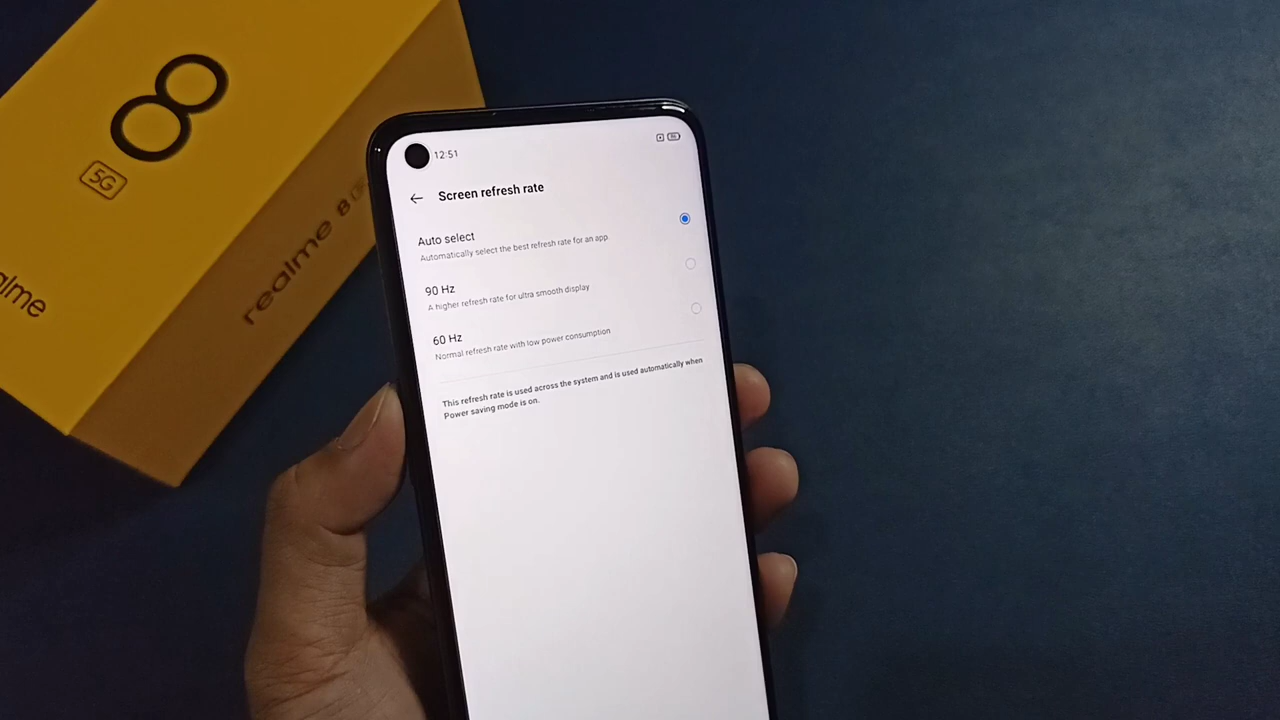 8
5G
realme 8
12:51
Screen refresh rate
Auto select
Automatically select the best refresh rate for an app
90 Hz
A higher refresh rate for ultra smooth display
60 Hz
Normal refresh rate with low power consumption
This refresh rate is used across the system and is used automatically when
Power saving mode is on.